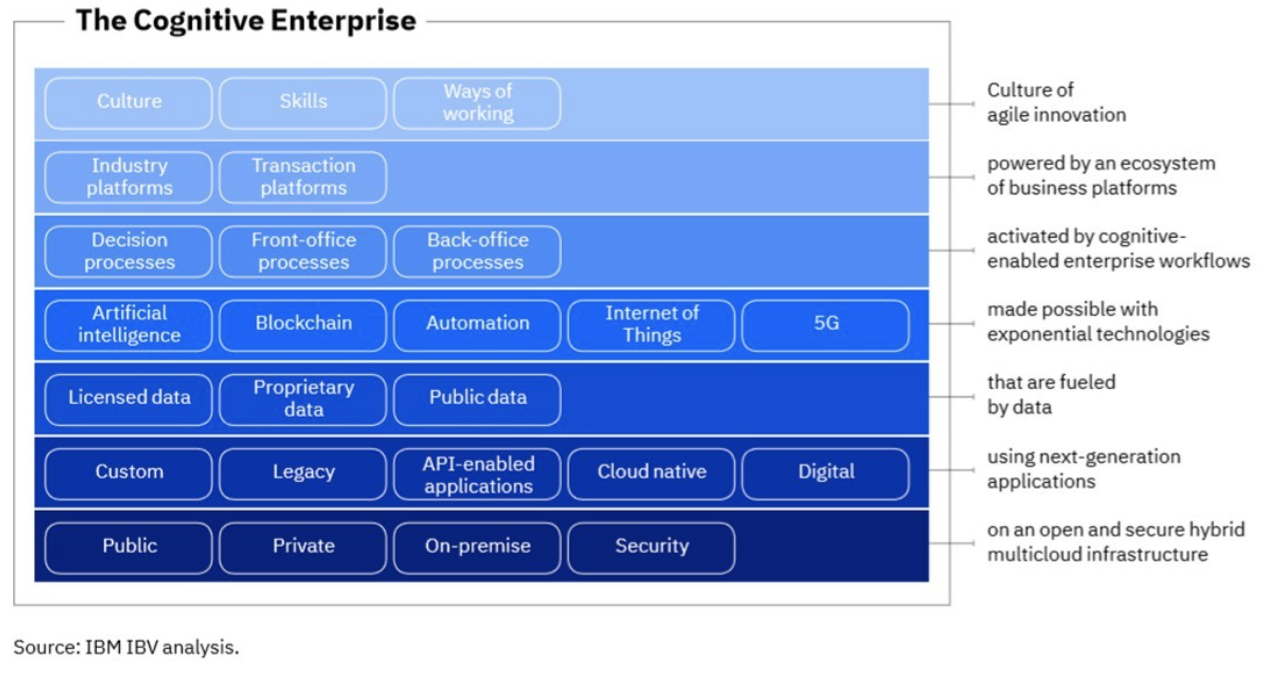 The Cognitive Enterprise
Culture
Skills
Ways of
working
Culture of
agile innovation
Industry
platforms
Transaction
platforms
powered by an ecosystem
of business platforms
Decision
processes
Front-office
processes
Back-office
processes
activated by cognitive-
enabled enterprise workflows
Artificial
intelligence
Blockchain
Automation
Internet of
Things
5G
made possible with
exponential technologies
Licensed data
Proprietary
data
Public data
that are fueled
by data
Custom
Legacy
API-enabled
applications
Cloud native
Digital
using next-generation
applications
Public
Private
On-premise
Security
on an open and secure hybrid
multicloud infrastructure
Source: IBM IBV analysis.